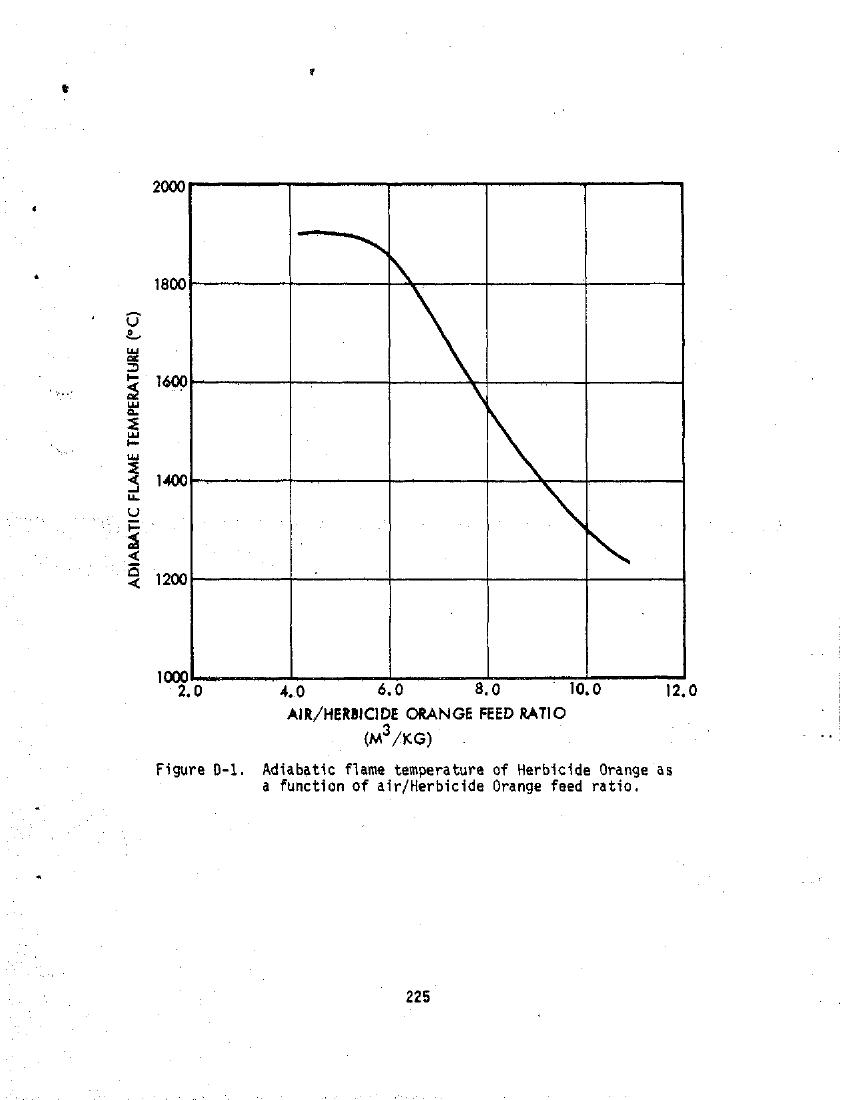 2000
1800
1600
1400
1200
1000
ADIABATIC FLAME TEMPERATURE (°C)
2.0 4.0 6.0 8.0 10.0 12.0
AIR/HERBICIDE ORANGE FEED RATIO
(M³/KG)
Figure D-1. Adiabatic flame temperature of Herbicide Orange as
a function of air/Herbicide Orange feed ratio.
225